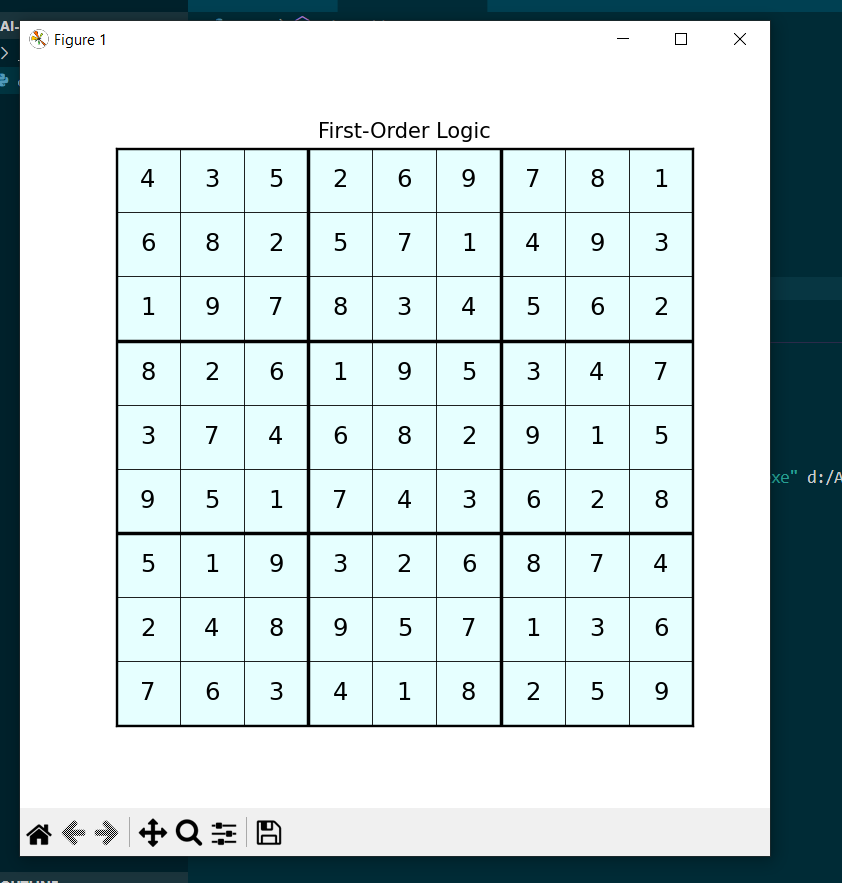 AI-
Figure 1
First-Order Logic
4 3 5 2 6 9 7 8 1
6 8 2 5 7 1 4 9 3
1 9 7 8 3 4 5 6 2
8 2 6 1 9 5 3 4 7
3 7 4 6 8 2 9 1 5
9 5 1 7 4 3 6 2 8
5 1 9 3 2 6 8 7 4
2 4 8 9 5 7 1 3 6
7 6 3 4 1 8 2 5 9
xe" d:/A